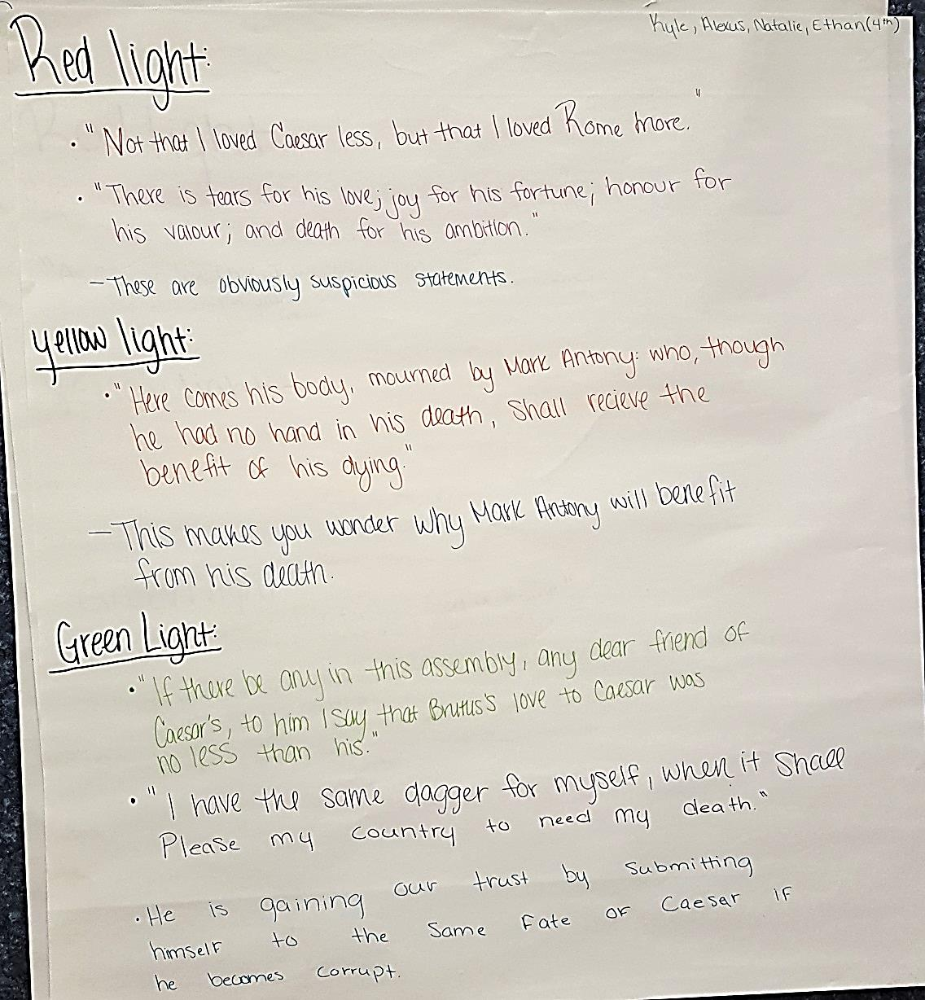 Kyle, Alexus, Natalie, Ethan (4th)
Red light:
• "Not that I loved Caesar less, but that I loved Rome more."
• "There is tears for his love; joy for his fortune; honour for
his valour; and death for his ambition."
- These are obviously suspicious statements.
yellow light:
• "Here comes his body, mourned by Mark Antony: who, though
he had no hand in his death, Shall recieve the
benefit of his dying."
- This makes you wonder why Mark Antony will benefit
from his death.
Green Light:
• "If there be any in this assembly, any dear friend of
Caesar's, to him I say that Brutus's love to Caesar was
no less than his."
• "I have the same dagger for myself, when it Shall
Please my country to need my death."
• He is gaining our trust by submitting
himself to the Same Fate of Caesar if
he becomes corrupt.